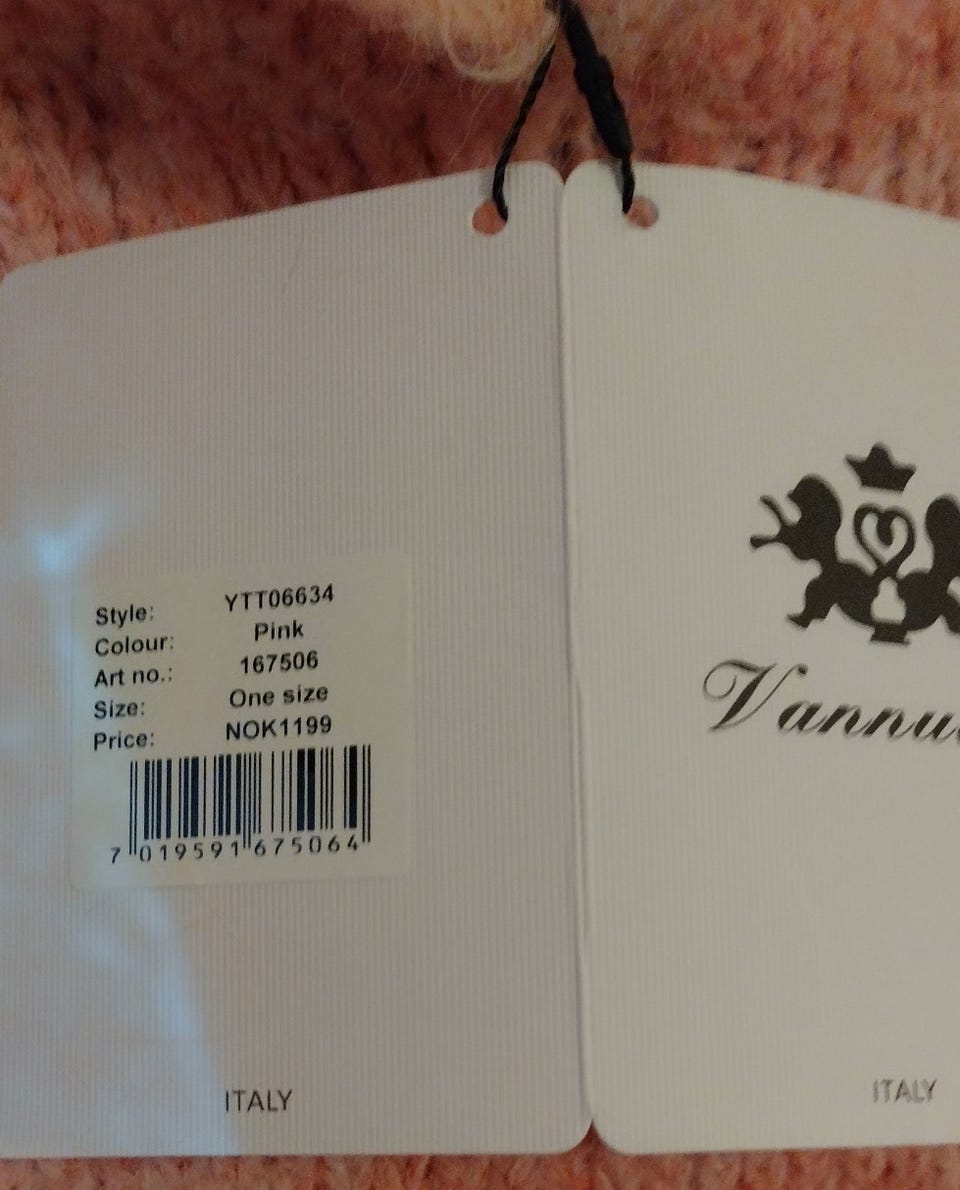 Style: YTT06634
Colour: Pink
Art no.: 167506
Size: One size
Price: NOK1199
7 019591 675064
ITALY
ITALY